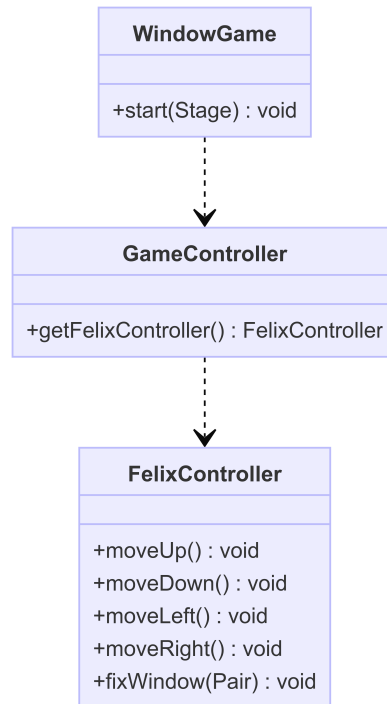 WindowGame
+start(Stage) : void
GameController
+getFelixController() : FelixController
FelixController
+moveUp() : void
+moveDown() : void
+moveLeft() : void
+moveRight() : void
+fixWindow(Pair) : void